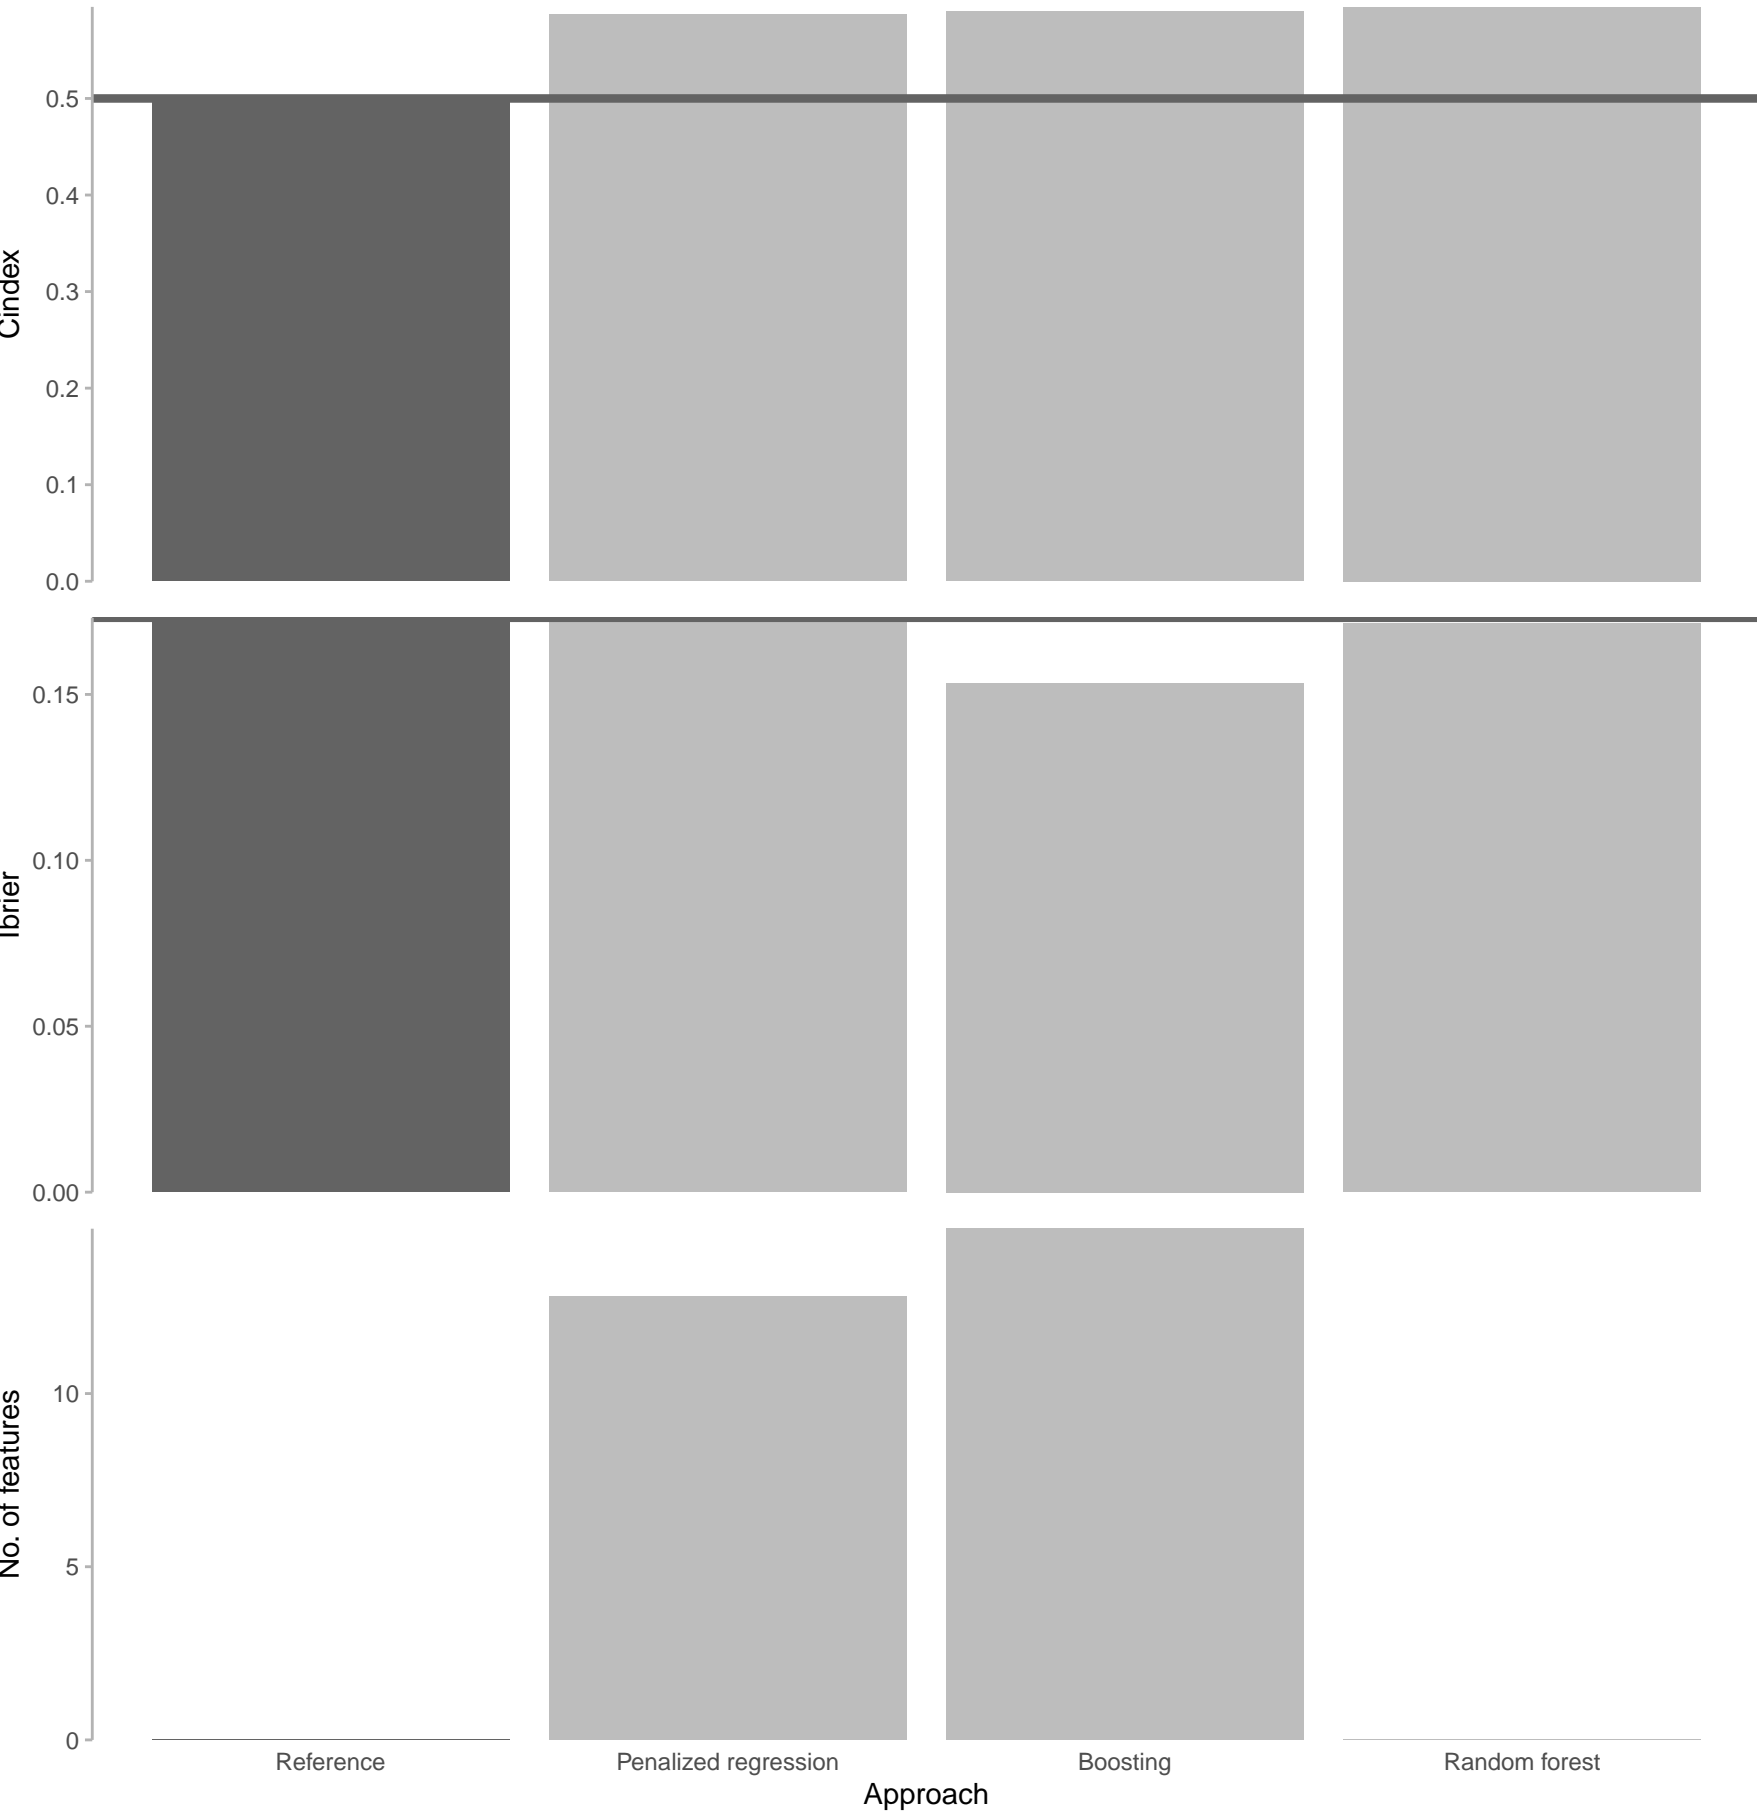 Cindex
0.5
0.4
0.3
0.2
0.1
0.0
Ibrier
0.15
0.10
0.05
0.00
No. of features
10
5
0
Reference Penalized regression Boosting Random forest
Approach